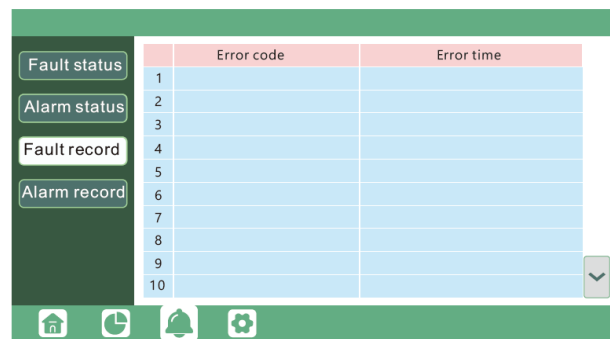 Fault status
Alarm status
Fault record
Alarm record
Error code Error time
1
2
3
4
5
6
7
8
9
10